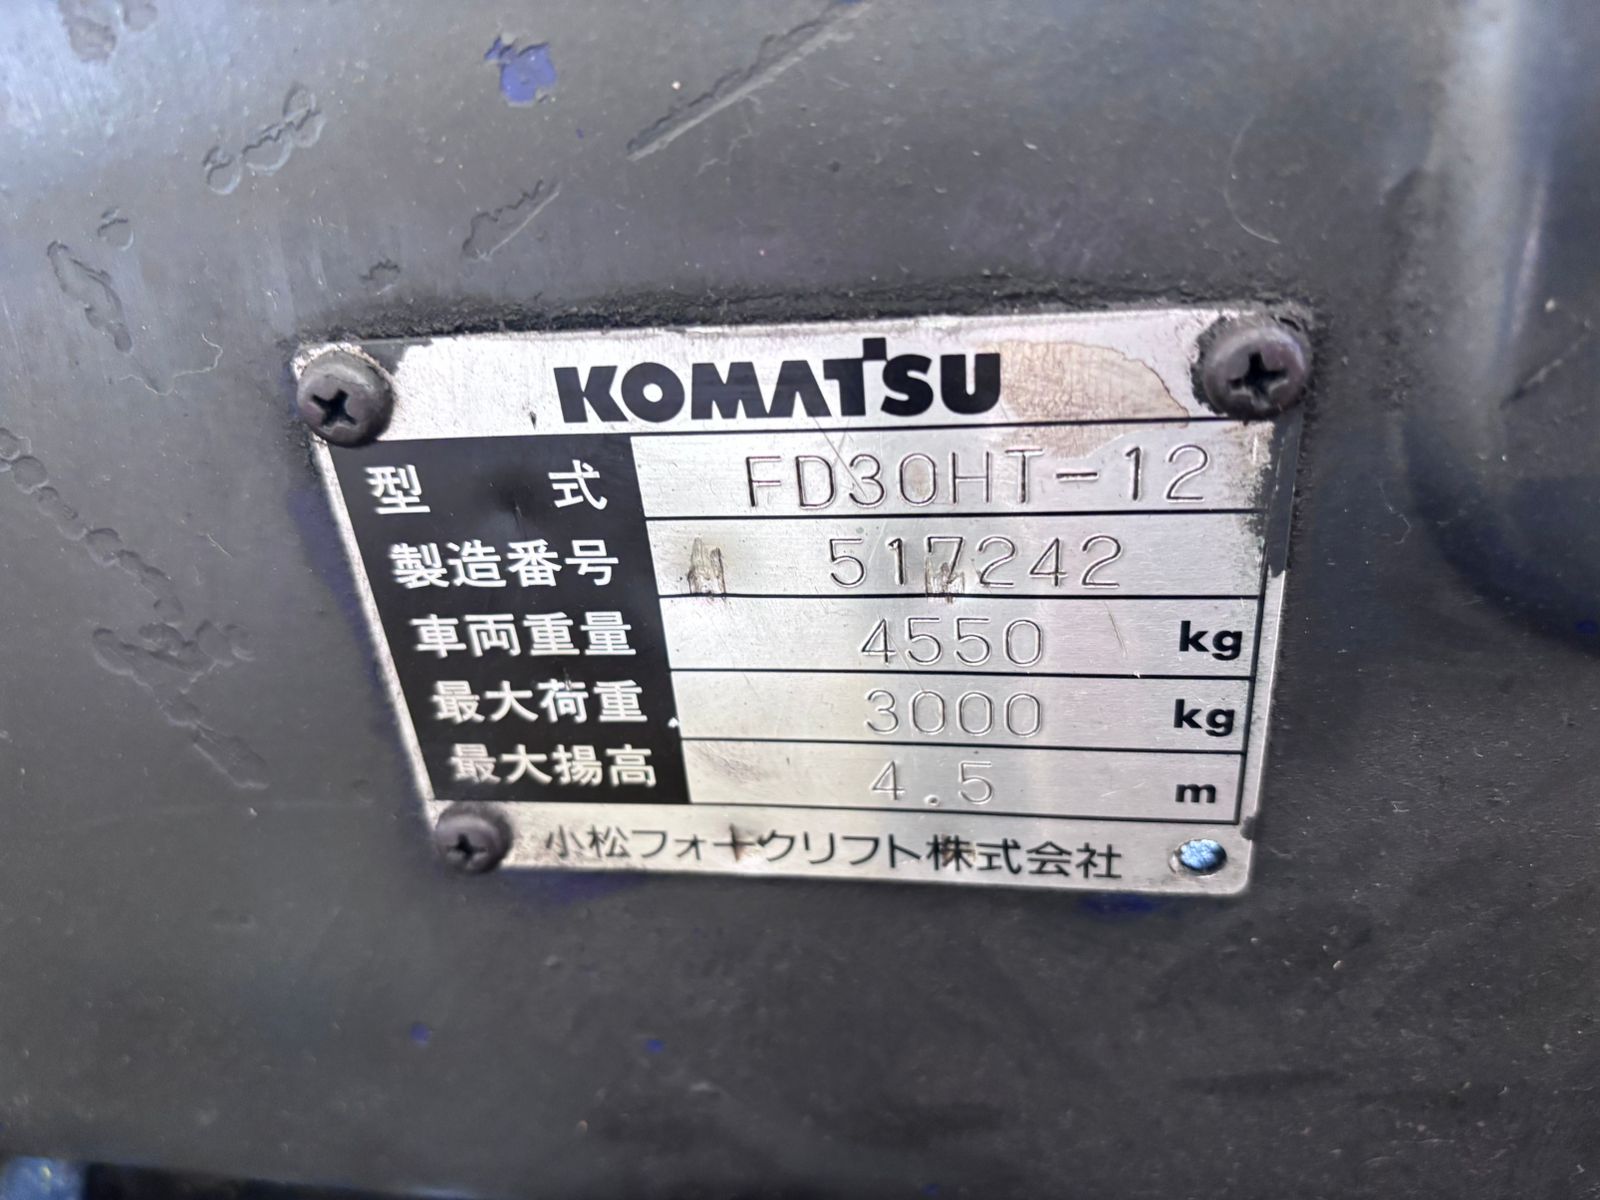 KOMATSU
型式 FD30HT-12
製造番号 517242
車両重量 4550 kg
最大荷重 3000 kg
最大揚高 4.5 m
小松フォークリフト株式会社